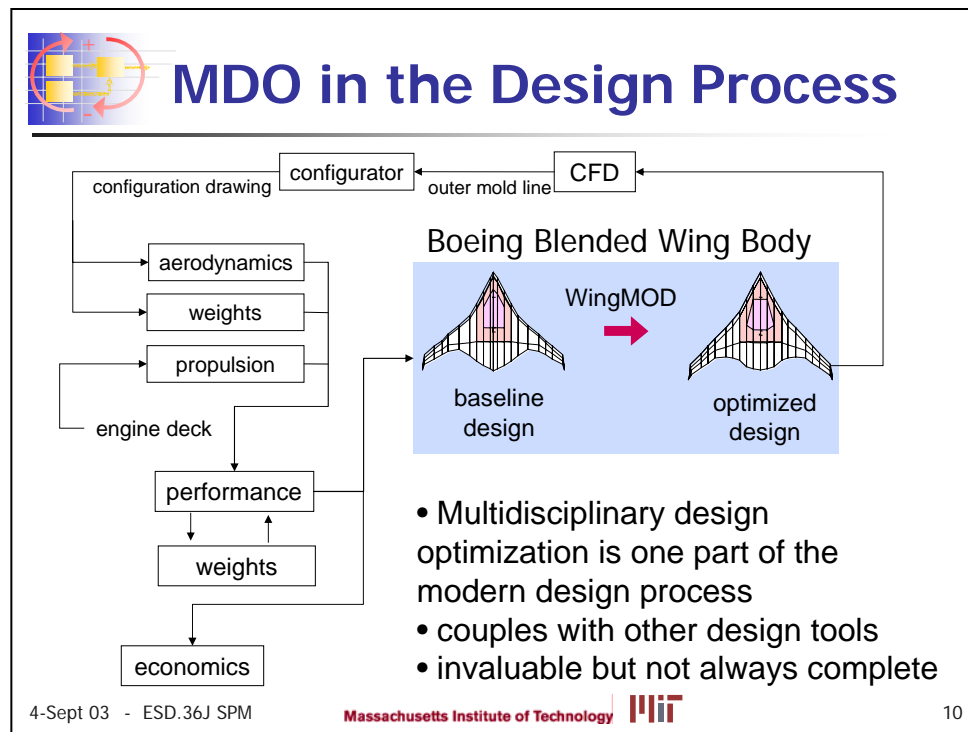 MDO in the Design Process
configurator
CFD
configuration drawing
outer mold line
Boeing Blended Wing Body
aerodynamics
WingMOD
weights
propulsion
baseline
design
optimized
design
engine deck
performance
weights
economics
• Multidisciplinary design
optimization is one part of the
modern design process
• couples with other design tools
• invaluable but not always complete
4-Sept 03 - ESD.36J SPM
Massachusetts Institute of Technology
MIT
10